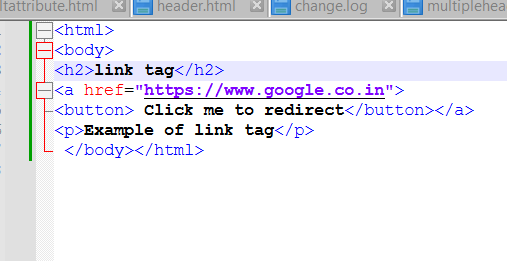 ltattribute.html header.html change.log multiplehea
<html>
<body>
<h2>link tag</h2>
<a href="https://www.google.co.in">
<button> Click me to redirect</button></a>
<p>Example of link tag</p>
</body></html>